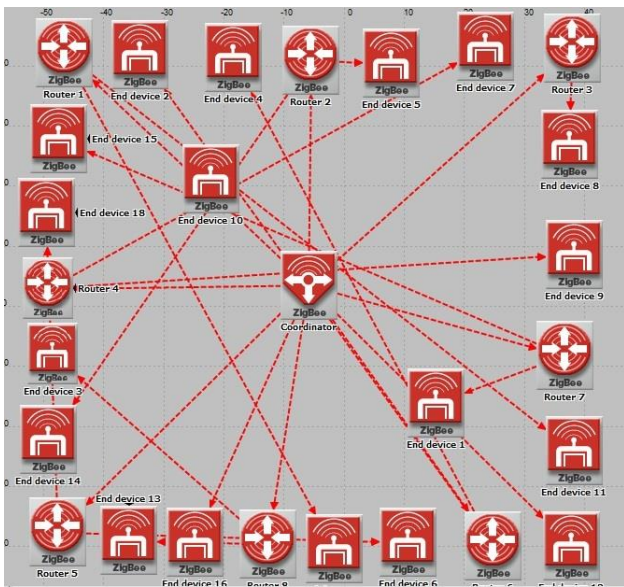 -50 -40 -30 -20 -10 0 10 20 30 40
ZigBee ZigBee ZigBee ZigBee ZigBee ZigBee ZigBee
Router 1 End device 2 End device 4 Router 2 End device 5 End device 7 Router 3
End device 15
ZigBee ZigBee
End device 8
ZigBee
End device 10
End device 18
ZigBee
ZigBee
End device 9
Router 4
ZigBee
ZigBee
Coordinator
ZigBee
End device 3
ZigBee
Router 7
ZigBee
End device 1
ZigBee
End device 14
ZigBee
End device 11
End device 13
ZigBee ZigBee ZigBee ZigBee ZigBee ZigBee ZigBee
Router 5 End device 16 Router 8 End device 6